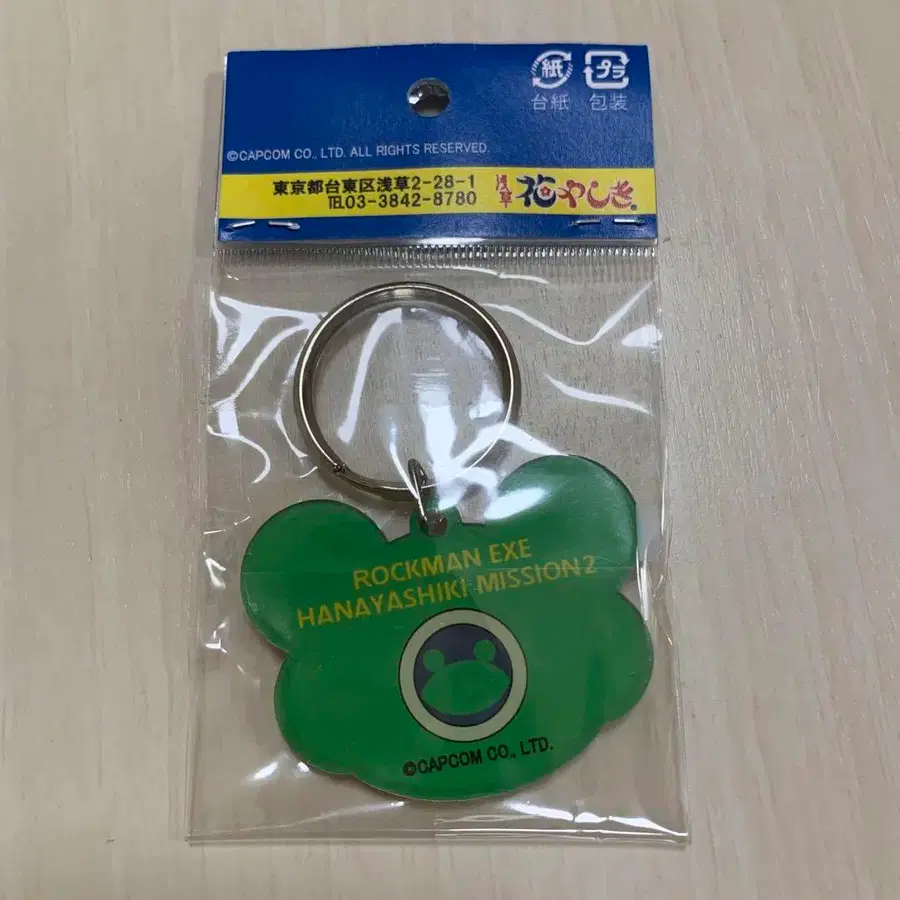 紙 プラ
台紙 包装
©CAPCOM CO., LTD. ALL RIGHTS RESERVED.
東京都台東区浅草2-28-1
TEL03-3842-8780
浅草 花やしき
ROCKMAN EXE
HANAYASHIKI MISSION2
©CAPCOM CO., LTD.